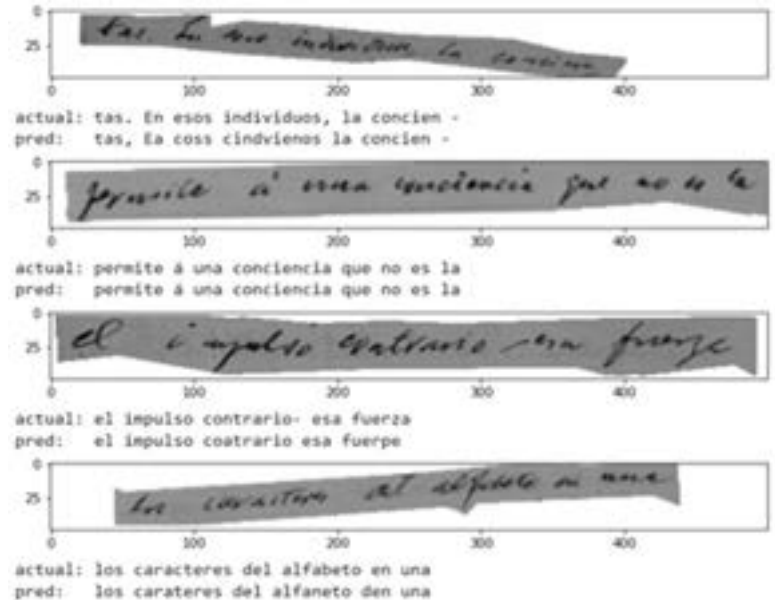 0
25
tas. En esos individuos, la concien
0 100 200 300 400
actual: tas. En esos individuos, la concien -
pred: tas, Ea coss cindvienos la concien -
0
25
permite á una conciencia que no es la
0 100 200 300 400
actual: permite á una conciencia que no es la
pred: permite á una conciencia que no es la
0
25
el impulso contrario esa fuerza
0 100 200 300 400
actual: el impulso contrario- esa fuerza
pred: el impulso coatrario esa fuerpe
0
25
los caracteres del alfabeto en una
0 100 200 300 400
actual: los caracteres del alfabeto en una
pred: los carateres del alfaneto den una